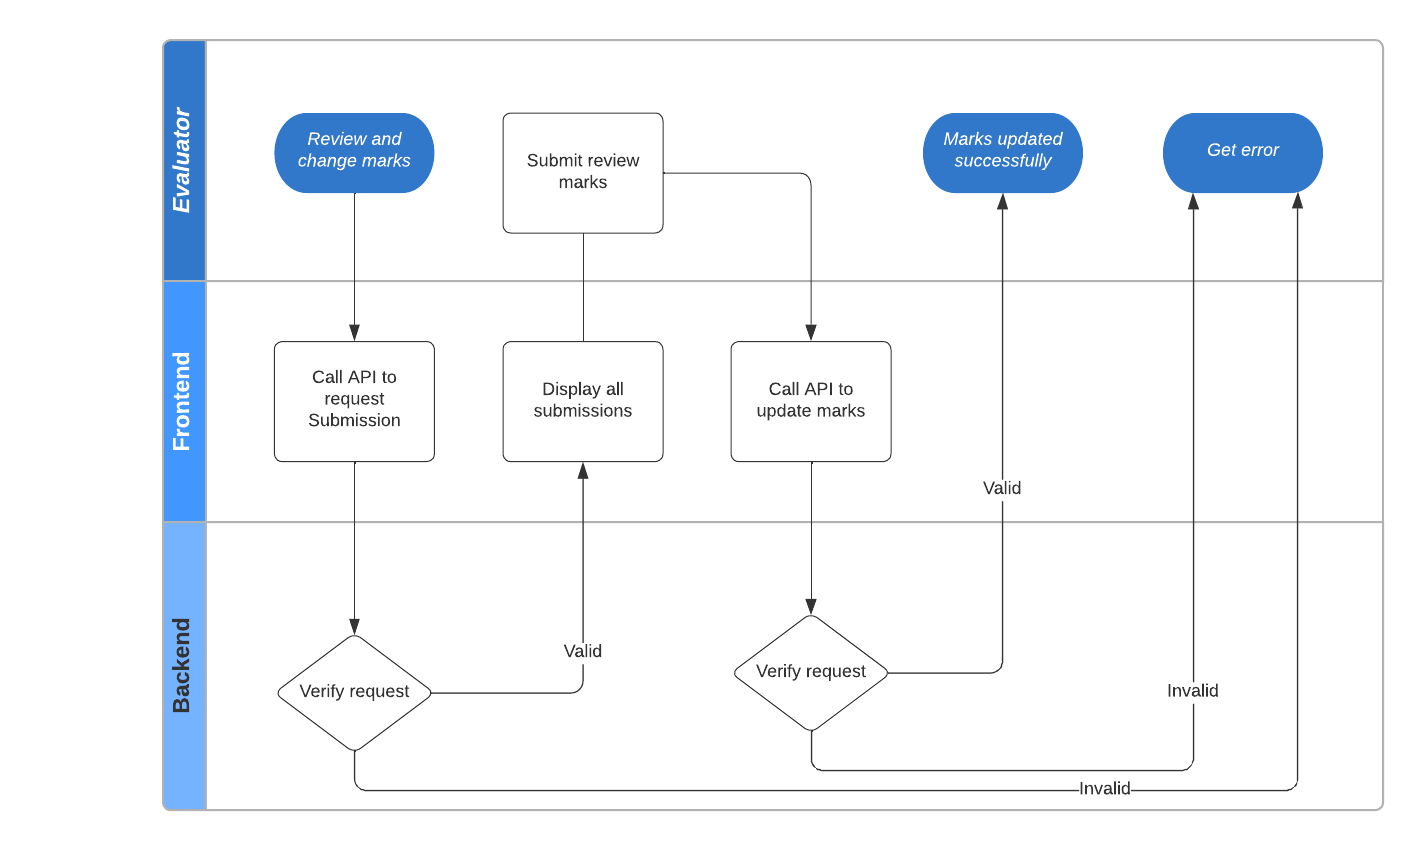 Evaluator
Review and
change marks
Submit review
marks
Marks updated
successfully
Get error
Frontend
Call API to
request
Submission
Display all
submissions
Call API to
update marks
Valid
Backend
Verify request
Valid
Verify request
Invalid
Invalid